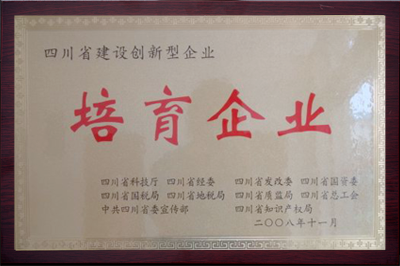 四川省建设创新型企业
培育企业
四川省科技厅 四川省经委 四川省发改委 四川省国资委
四川省国税局 四川省地税局 四川省质监局 四川省总工会
中共四川省委宣传部 四川省知识产权局
二〇〇八年十一月